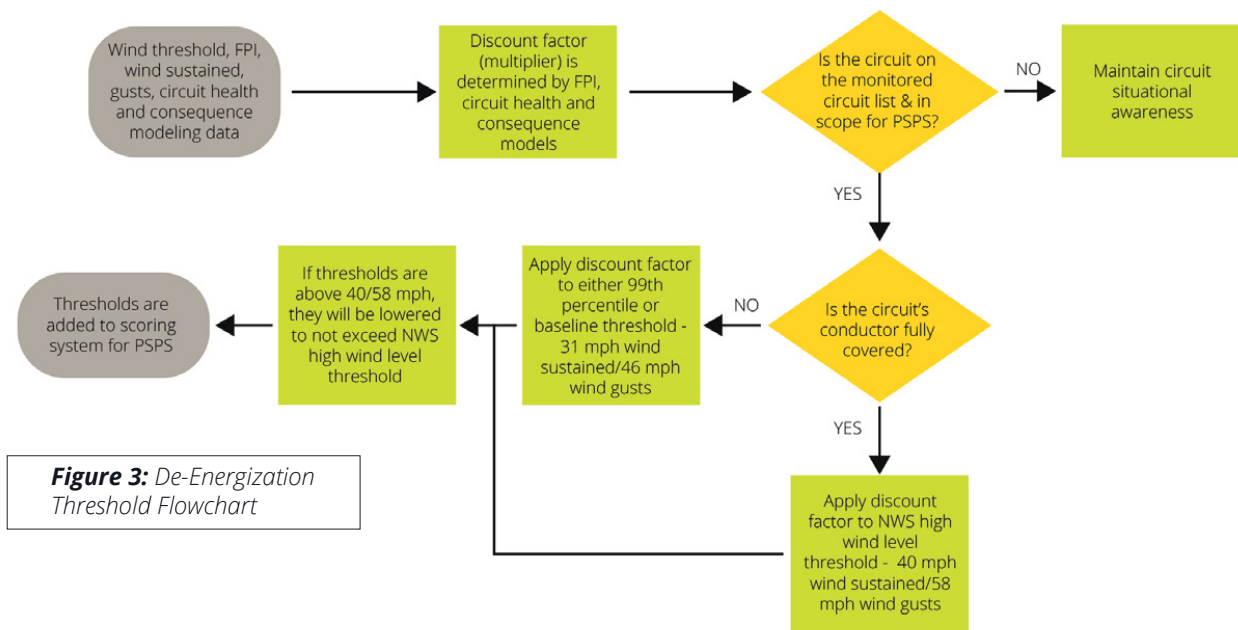 Wind threshold, FPI,
wind sustained,
gusts, circuit health
and consequence
modeling data
Discount factor
(multiplier) is
determined by FPI,
circuit health and
consequence
models
Is the circuit on
the monitored
circuit list & in
scope for PSPS?
NO
Maintain circuit
situational
awareness
YES
Is the circuit's
conductor fully
covered?
NO
Apply discount factor
to either 99th
percentile or
baseline threshold -
31 mph wind
sustained/46 mph
wind gusts
If thresholds are
above 40/58 mph,
they will be lowered
to not exceed NWS
high wind level
threshold
Thresholds are
added to scoring
system for PSPS
YES
Apply discount
factor to NWS high
wind level
threshold - 40 mph
wind sustained/58
mph wind gusts
Figure 3: De-Energization
Threshold Flowchart